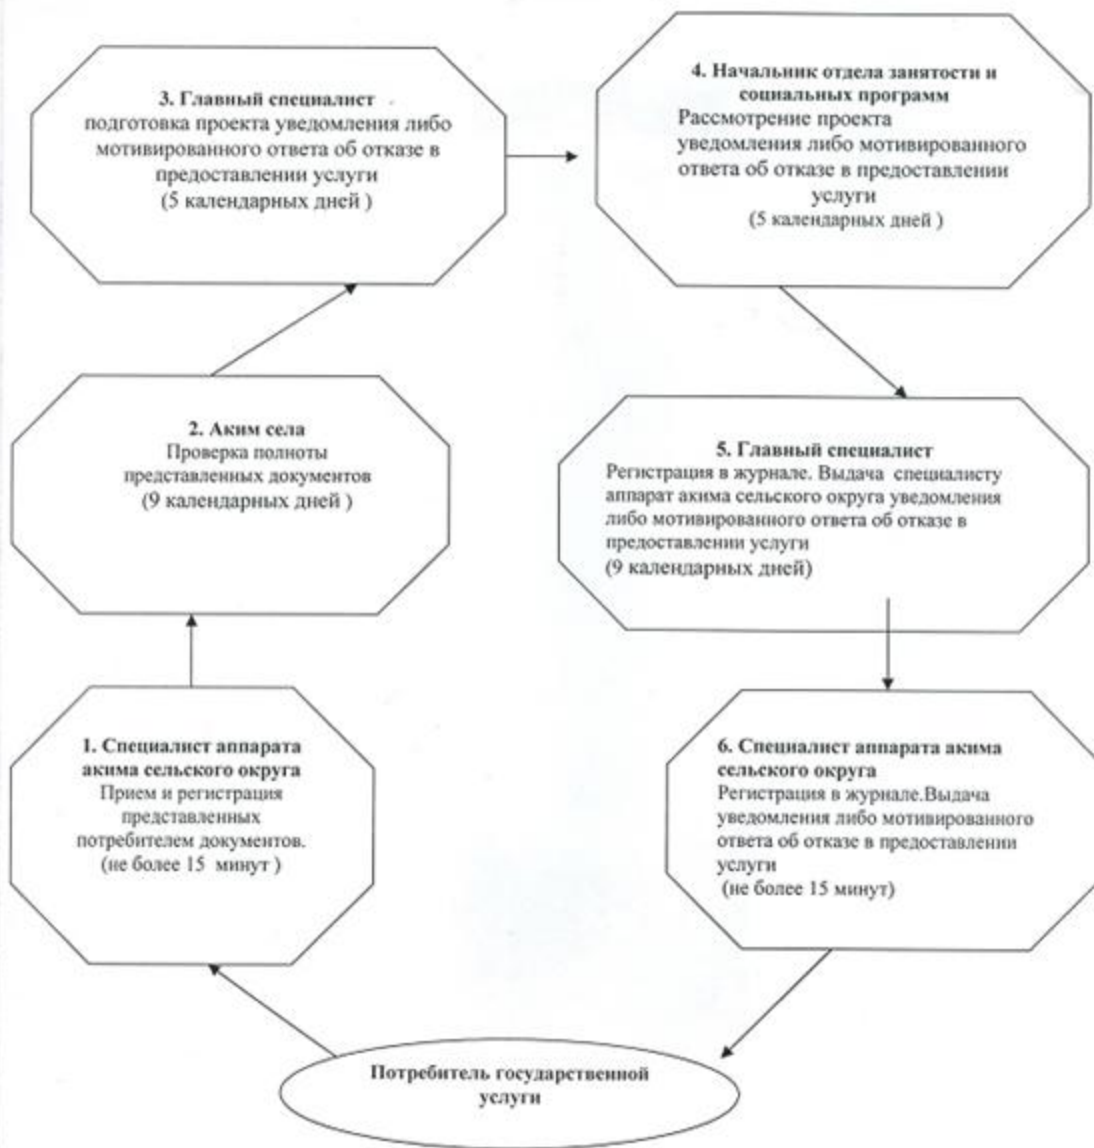 3. Главный специалист
подготовка проекта уведомления либо
мотивированного ответа об отказе в
предоставлении услуги
(5 календарных дней )
4. Начальник отдела занятости и
социальных программ
Рассмотрение проекта
уведомления либо мотивированного
ответа об отказе в предоставлении
услуги
(5 календарных дней )
2. Аким села
Проверка полноты
представленных документов
(9 календарных дней )
5. Главный специалист
Регистрация в журнале. Выдача специалисту
аппарат акима сельского округа уведомления
либо мотивированного ответа об отказе в
предоставлении услуги
(9 календарных дней)
1. Специалист аппарата
акима сельского округа
Прием и регистрация
представленных
потребителем документов.
(не более 15 минут )
6. Специалист аппарата акима
сельского округа
Регистрация в журнале.Выдача
уведомления либо мотивированного
ответа об отказе в предоставлении
услуги
(не более 15 минут)
Потребитель государственной
услуги